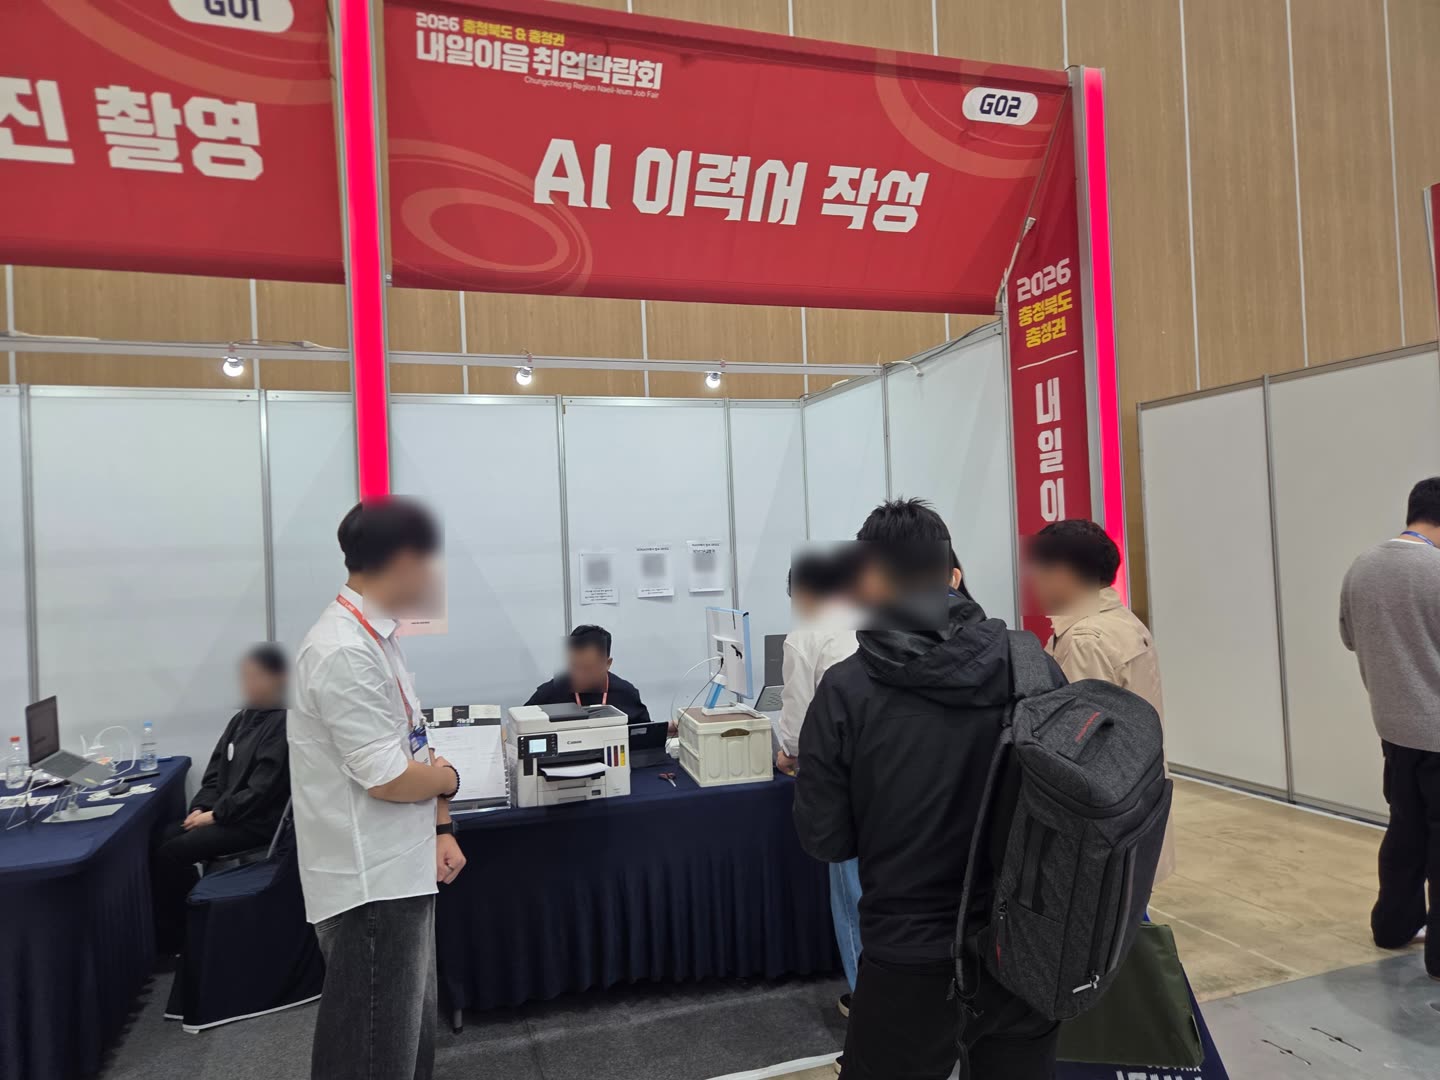 G01
진 촬영
2026 충청북도 & 충청권
내일이음 취업박람회
Chungcheong Region Naeil-ieum Job Fair
G02
AI 이력서 작성
2026
충청북도
충청권
내일이
Canon